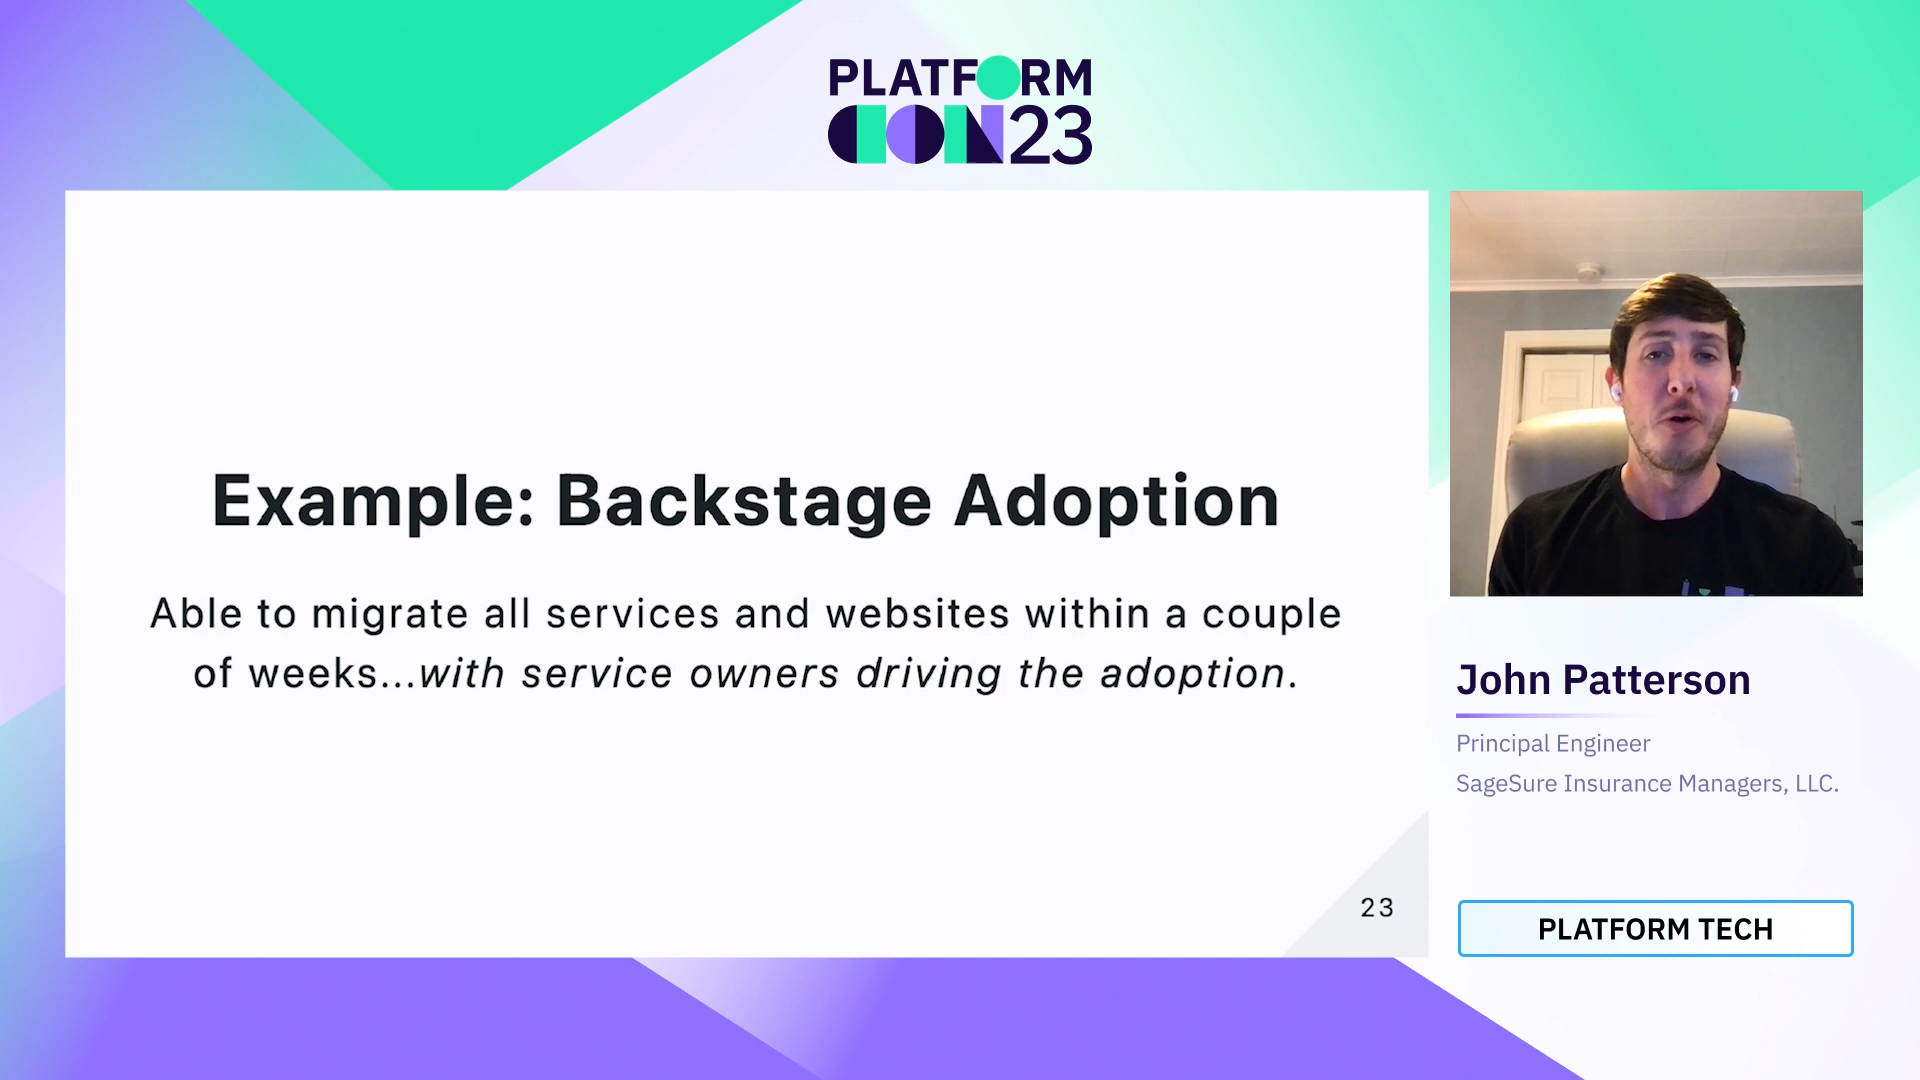 PLATFORM
CON23
Example: Backstage Adoption
Able to migrate all services and websites within a couple
of weeks...with service owners driving the adoption.
23
John Patterson
Principal Engineer
SageSure Insurance Managers, LLC.
PLATFORM TECH